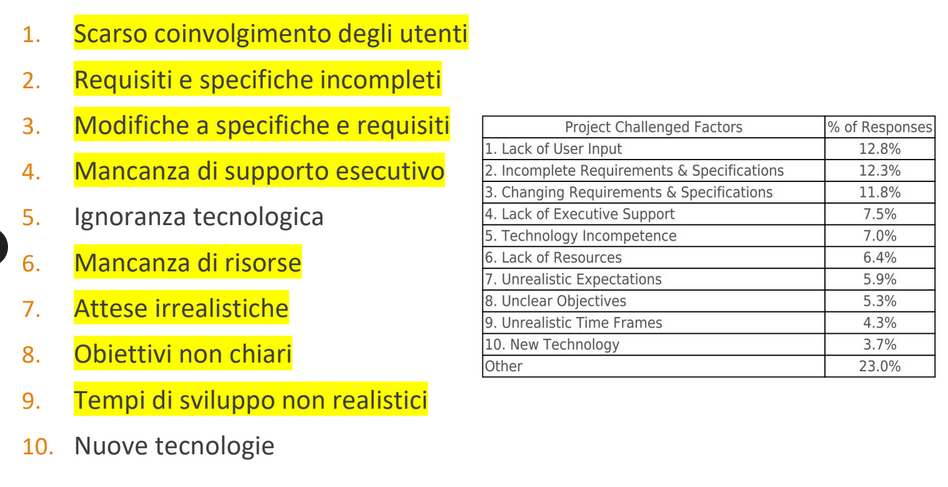 1. Scarso coinvolgimento degli utenti
2. Requisiti e specifiche incompleti
3. Modifiche a specifiche e requisiti
4. Mancanza di supporto esecutivo
5. Ignoranza tecnologica
6. Mancanza di risorse
7. Attese irrealistiche
8. Obiettivi non chiari
9. Tempi di sviluppo non realistici
10. Nuove tecnologie
Project Challenged Factors % of Responses
1. Lack of User Input 12.8%
2. Incomplete Requirements & Specifications 12.3%
3. Changing Requirements & Specifications 11.8%
4. Lack of Executive Support 7.5%
5. Technology Incompetence 7.0%
6. Lack of Resources 6.4%
7. Unrealistic Expectations 5.9%
8. Unclear Objectives 5.3%
9. Unrealistic Time Frames 4.3%
10. New Technology 3.7%
Other 23.0%